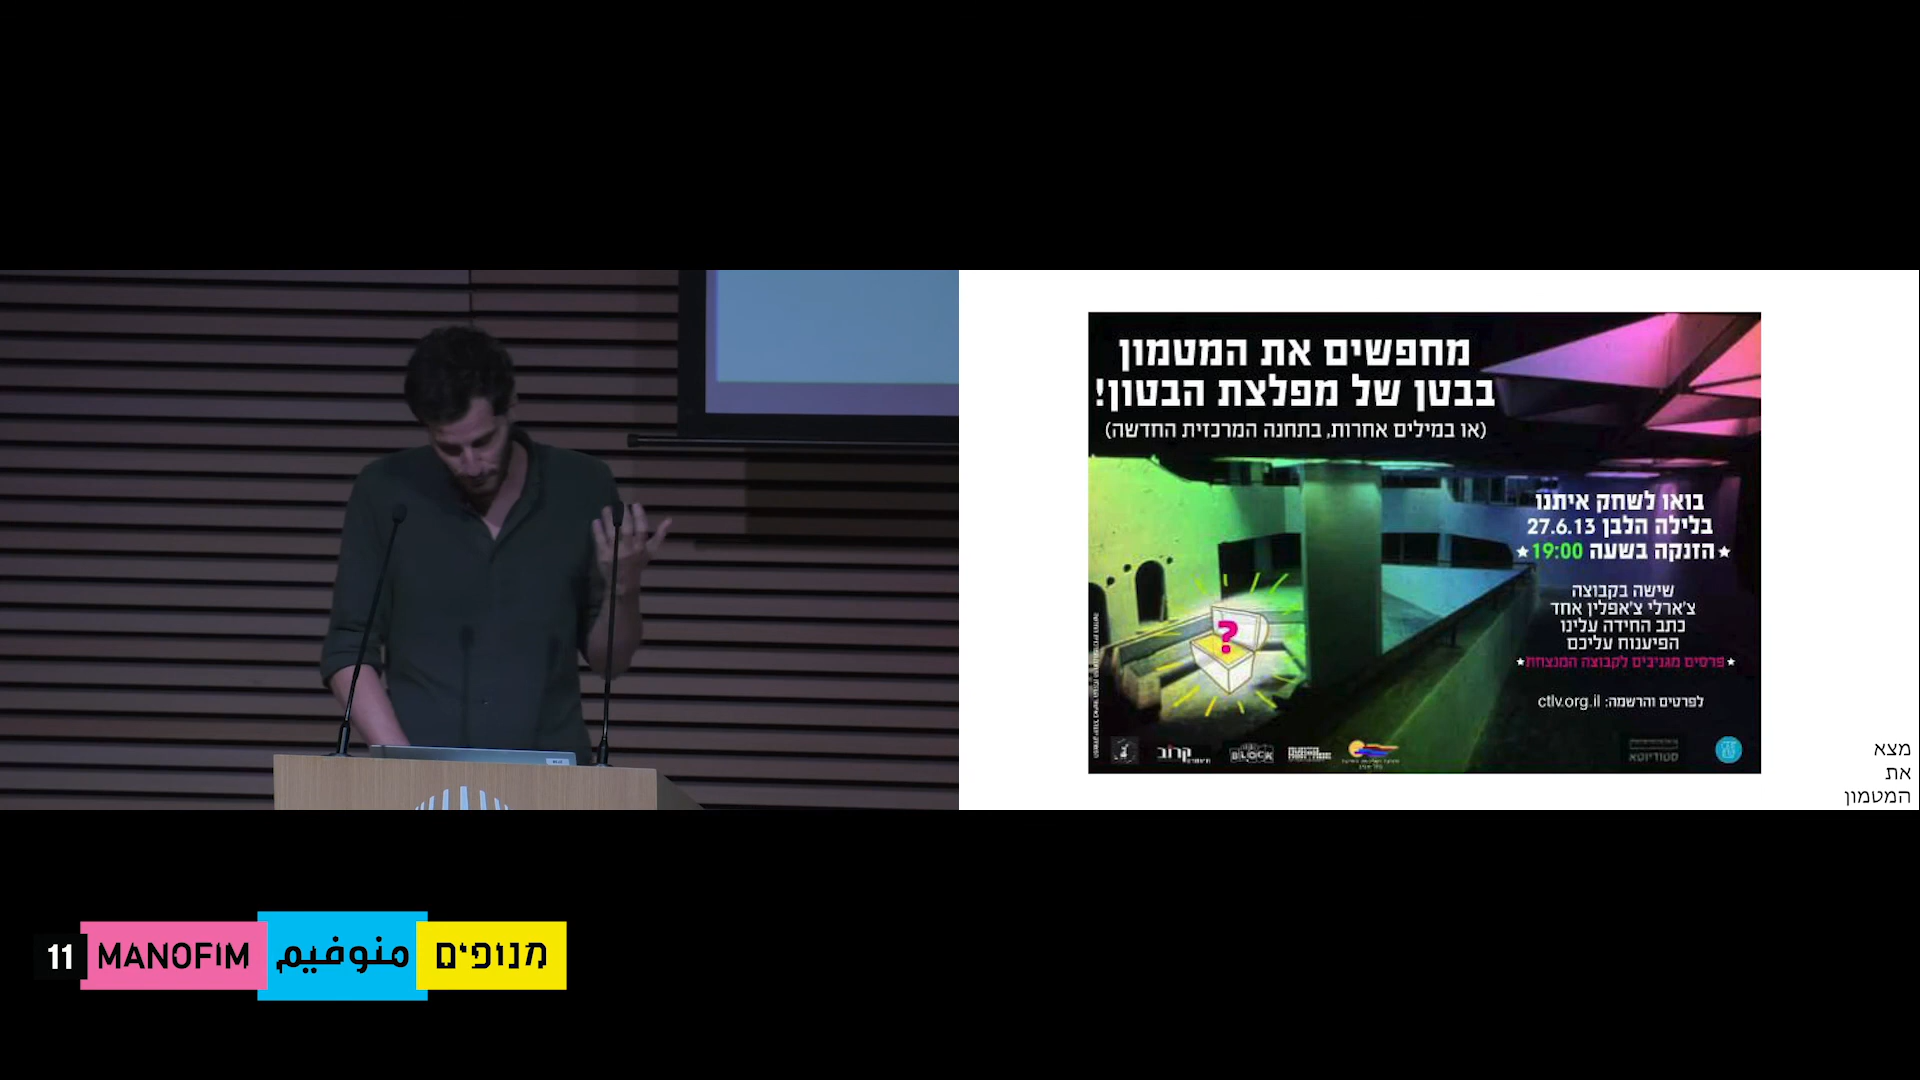 מחפשים את המטמון
בבטן של מפלצת הבטון!
(או במילים אחרות, בתחנה המרכזית החדשה)
בואו לשחק איתנו
בלילה הלבן 27.6.13
הזנקה בשעה 19:00
שישה בקבוצה
צ'ארלי צ'אפלין אחד
כתב החידה עלינו
הפיענוח עליכם
פרסים מגניבים לקבוצה המנצחת
לפרטים והרשמה: ctlv.org.il
?
קרוב
BLOCK
סטודיוטא
מצא
את
המטמון
11 MANOFIM منوفيم מנופים